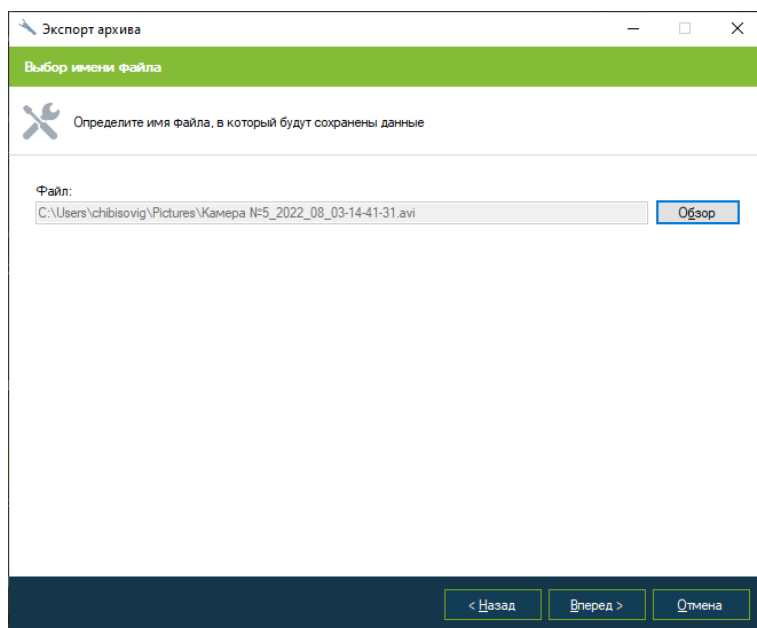 Экспорт архива
Выбор имени файла
Определите имя файла, в который будут сохранены данные
Файл:
C:\Users\chibisovig\Pictures\Камера №5_2022_08_03-14-41-31.avi
Обзор
< Назад
Вперед >
Отмена